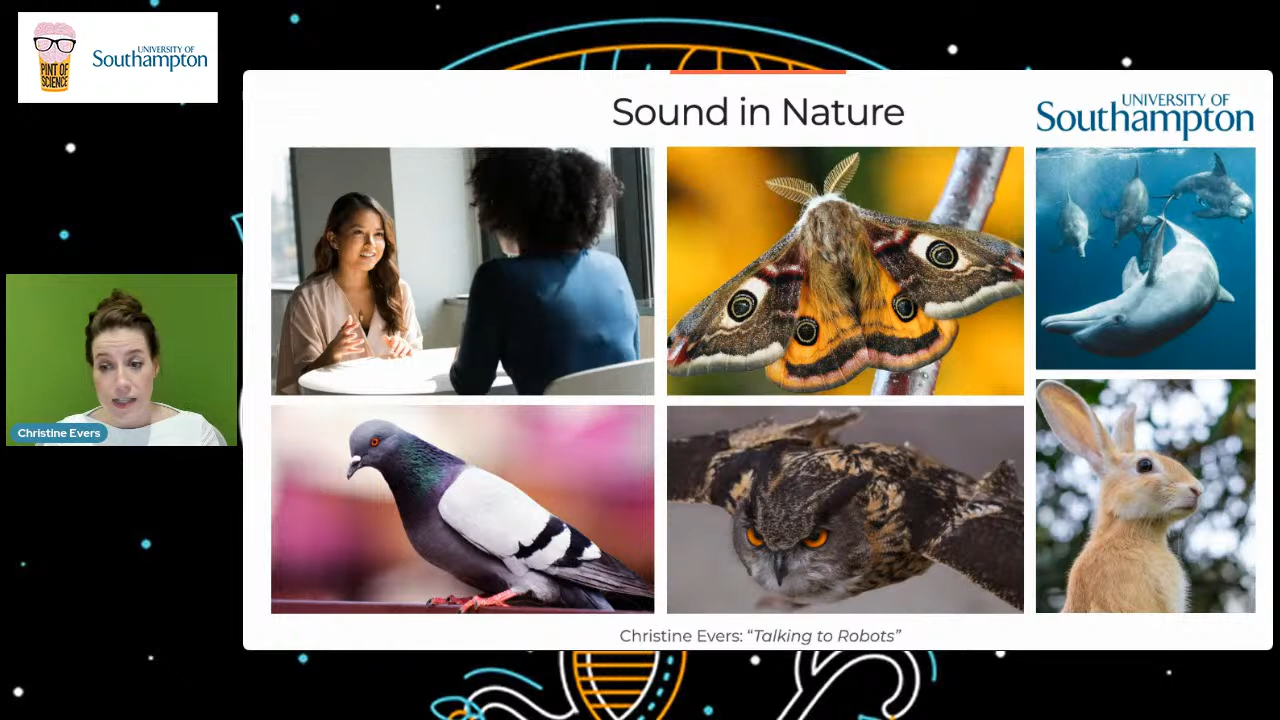 PINT OF
SCIENCE
UNIVERSITY OF
Southampton
Sound in Nature
UNIVERSITY OF
Southampton
Christine Evers
Christine Evers: “Talking to Robots”